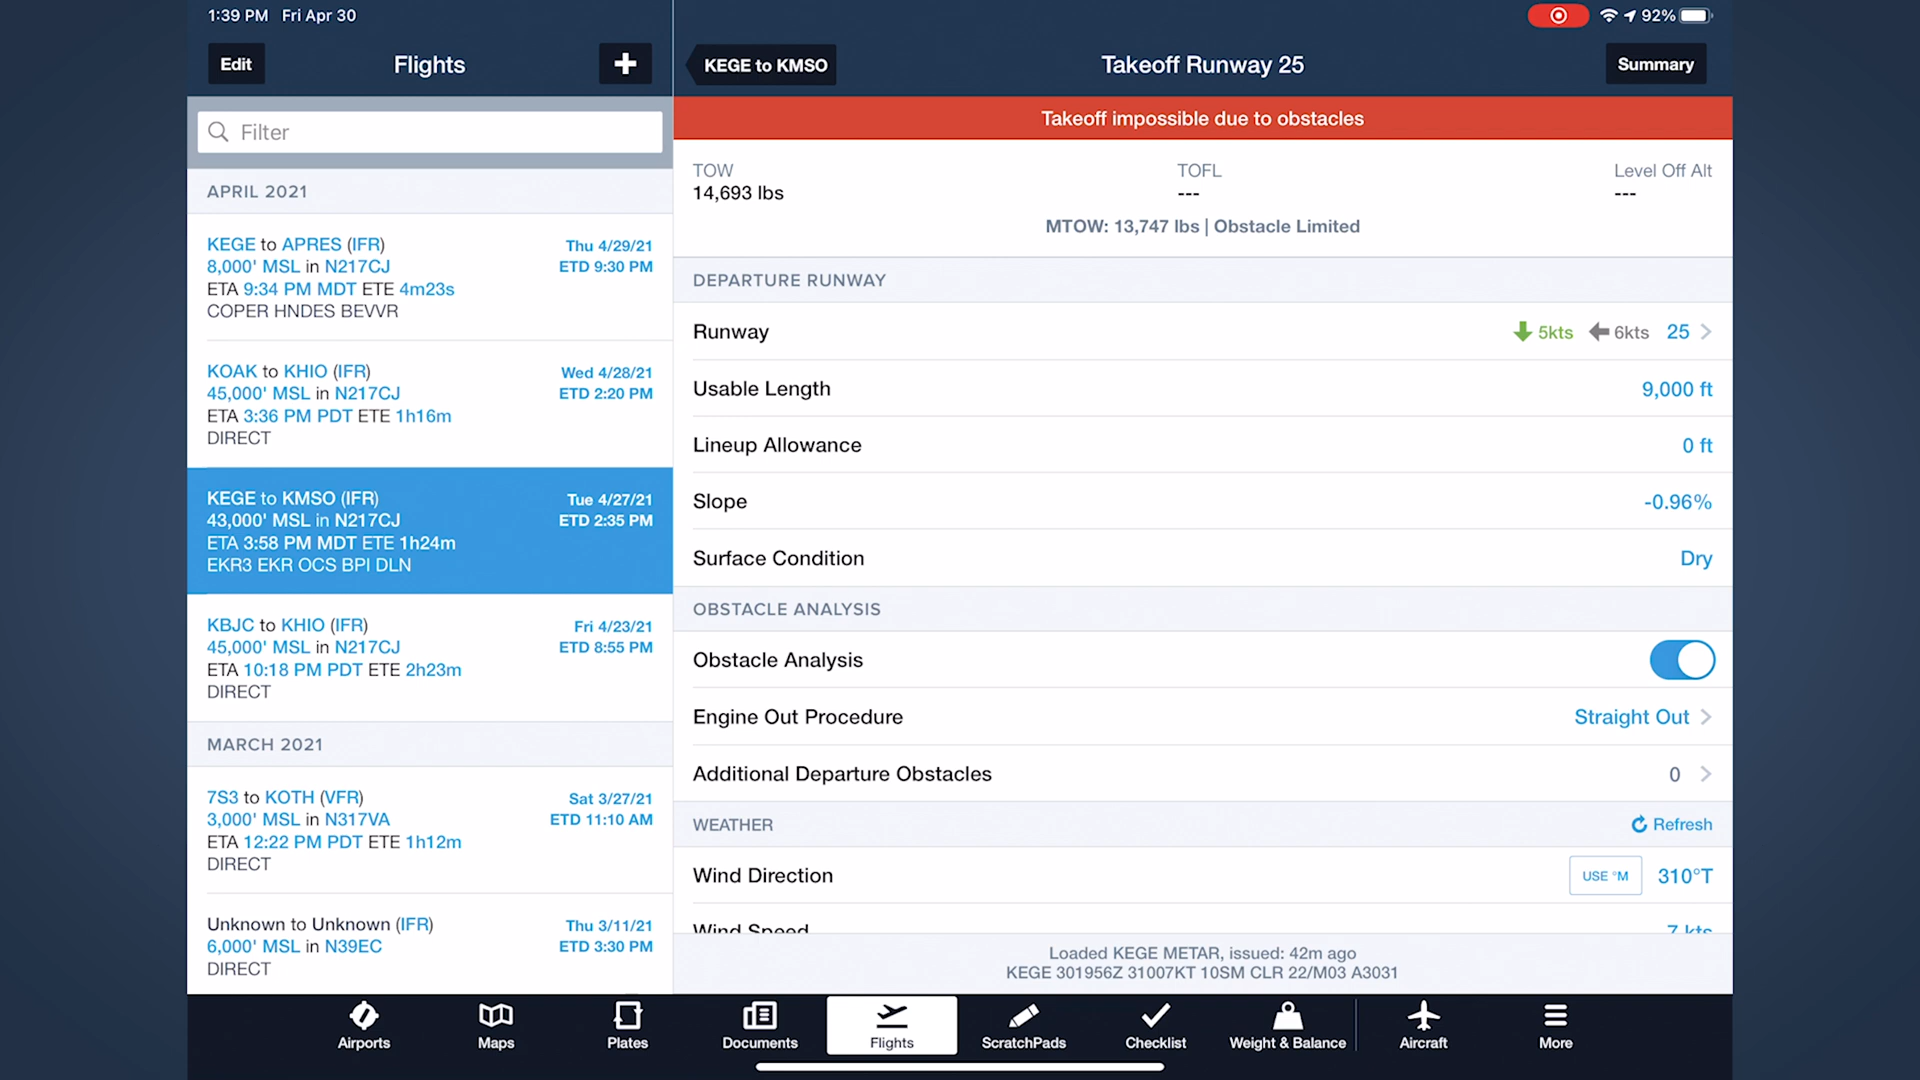 1:39 PM Fri Apr 30
92%
Edit
Flights
KEGE to KMSO
Takeoff Runway 25
Summary
Filter
APRIL 2021
KEGE to APRES (IFR)
Thu 4/29/21
8,000' MSL in N217CJ
ETD 9:30 PM
ETA 9:34 PM MDT ETE 4m23s
COPER HNDES BEVVR
KOAK to KHIO (IFR)
Wed 4/28/21
45,000' MSL in N217CJ
ETD 2:20 PM
ETA 3:36 PM PDT ETE 1h16m
DIRECT
KEGE to KMSO (IFR)
Tue 4/27/21
43,000' MSL in N217CJ
ETD 2:35 PM
ETA 3:58 PM MDT ETE 1h24m
EKR3 EKR OCS BPI DLN
KBJC to KHIO (IFR)
Fri 4/23/21
45,000' MSL in N217CJ
ETD 8:55 PM
ETA 10:18 PM PDT ETE 2h23m
DIRECT
MARCH 2021
7S3 to KOTH (VFR)
Sat 3/27/21
3,000' MSL in N317VA
ETD 11:10 AM
ETA 12:22 PM PDT ETE 1h12m
DIRECT
Unknown to Unknown (IFR)
Thu 3/11/21
6,000' MSL in N39EC
ETD 3:30 PM
DIRECT
Takeoff impossible due to obstacles
TOW
TOFL
Level Off Alt
14,693 lbs
---
---
MTOW: 13,747 lbs | Obstacle Limited
DEPARTURE RUNWAY
Runway
5kts
6kts
25
Usable Length
9,000 ft
Lineup Allowance
0 ft
Slope
-0.96%
Surface Condition
Dry
OBSTACLE ANALYSIS
Obstacle Analysis
Engine Out Procedure
Straight Out
Additional Departure Obstacles
0
WEATHER
Refresh
Wind Direction
USE °M
310°T
Wind Speed
7 kts
Loaded KEGE METAR, issued: 42m ago
KEGE 301956Z 31007KT 10SM CLR 22/M03 A3031
Airports
Maps
Plates
Documents
Flights
ScratchPads
Checklist
Weight & Balance
Aircraft
More